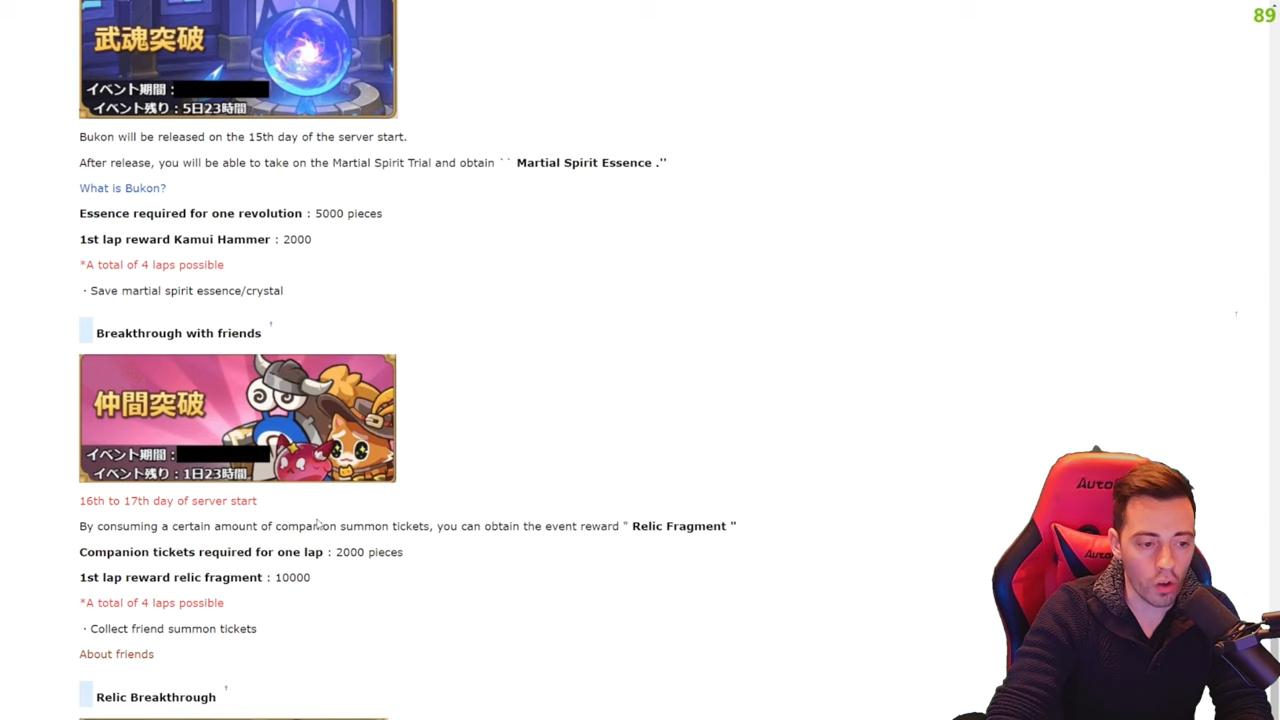 89
武魂突破
イベント期間：
イベント残り：5日23時間
Bukon will be released on the 15th day of the server start.
After release, you will be able to take on the Martial Spirit Trial and obtain `` Martial Spirit Essence .''
What is Bukon?
Essence required for one revolution : 5000 pieces
1st lap reward Kamui Hammer : 2000
*A total of 4 laps possible
・Save martial spirit essence/crystal
Breakthrough with friends †
仲間突破
イベント期間：
イベント残り：1日23時間
16th to 17th day of server start
By consuming a certain amount of companion summon tickets, you can obtain the event reward " Relic Fragment "
Companion tickets required for one lap : 2000 pieces
1st lap reward relic fragment : 10000
*A total of 4 laps possible
・Collect friend summon tickets
About friends
Relic Breakthrough †